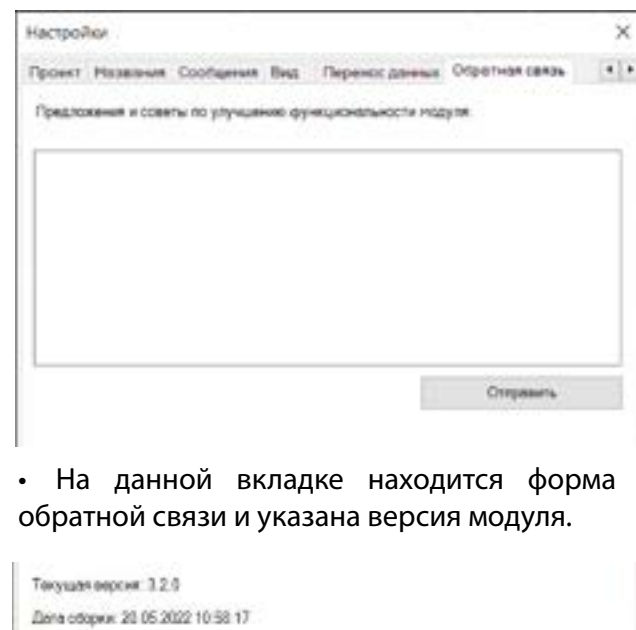 Настройки
Проект Названия Сообщения Вид Перенос данных Обратная связь
Предложения и советы по улучшению функциональности модуля
Отправить
• На данной вкладке находится форма
обратной связи и указана версия модуля.
Текущая версия: 3.2.0
Дата сборки: 20.05.2022 10:58:17